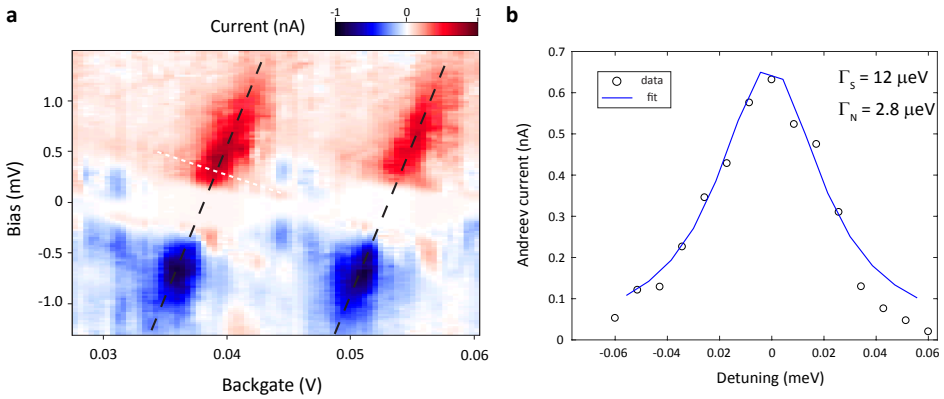 a
Current (nA)
-1 0 1
Bias (mV)
1.0
0.5
0
-0.5
-1.0
0.03 0.04 0.05 0.06
Backgate (V)
b
Andreev current (nA)
0.7
0.6
0.5
0.4
0.3
0.2
0.1
0
data
fit
Γ_S = 12 µeV
Γ_N = 2.8 µeV
-0.06 -0.04 0.02 0 0.02 0.04 0.06
Detuning (meV)